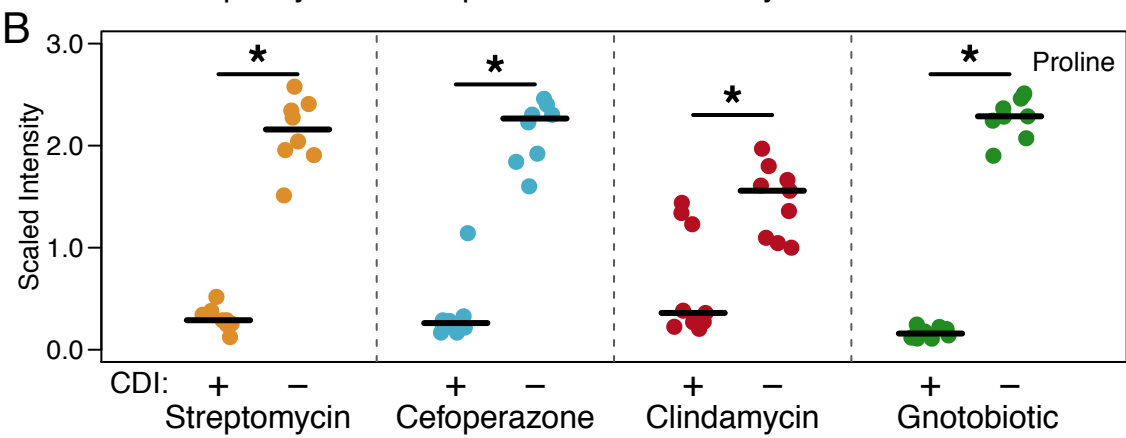 B
3.0
2.0
1.0
0.0
Scaled Intensity
* * * *
Proline
CDI: + − + − + − + −
Streptomycin Cefoperazone Clindamycin Gnotobiotic